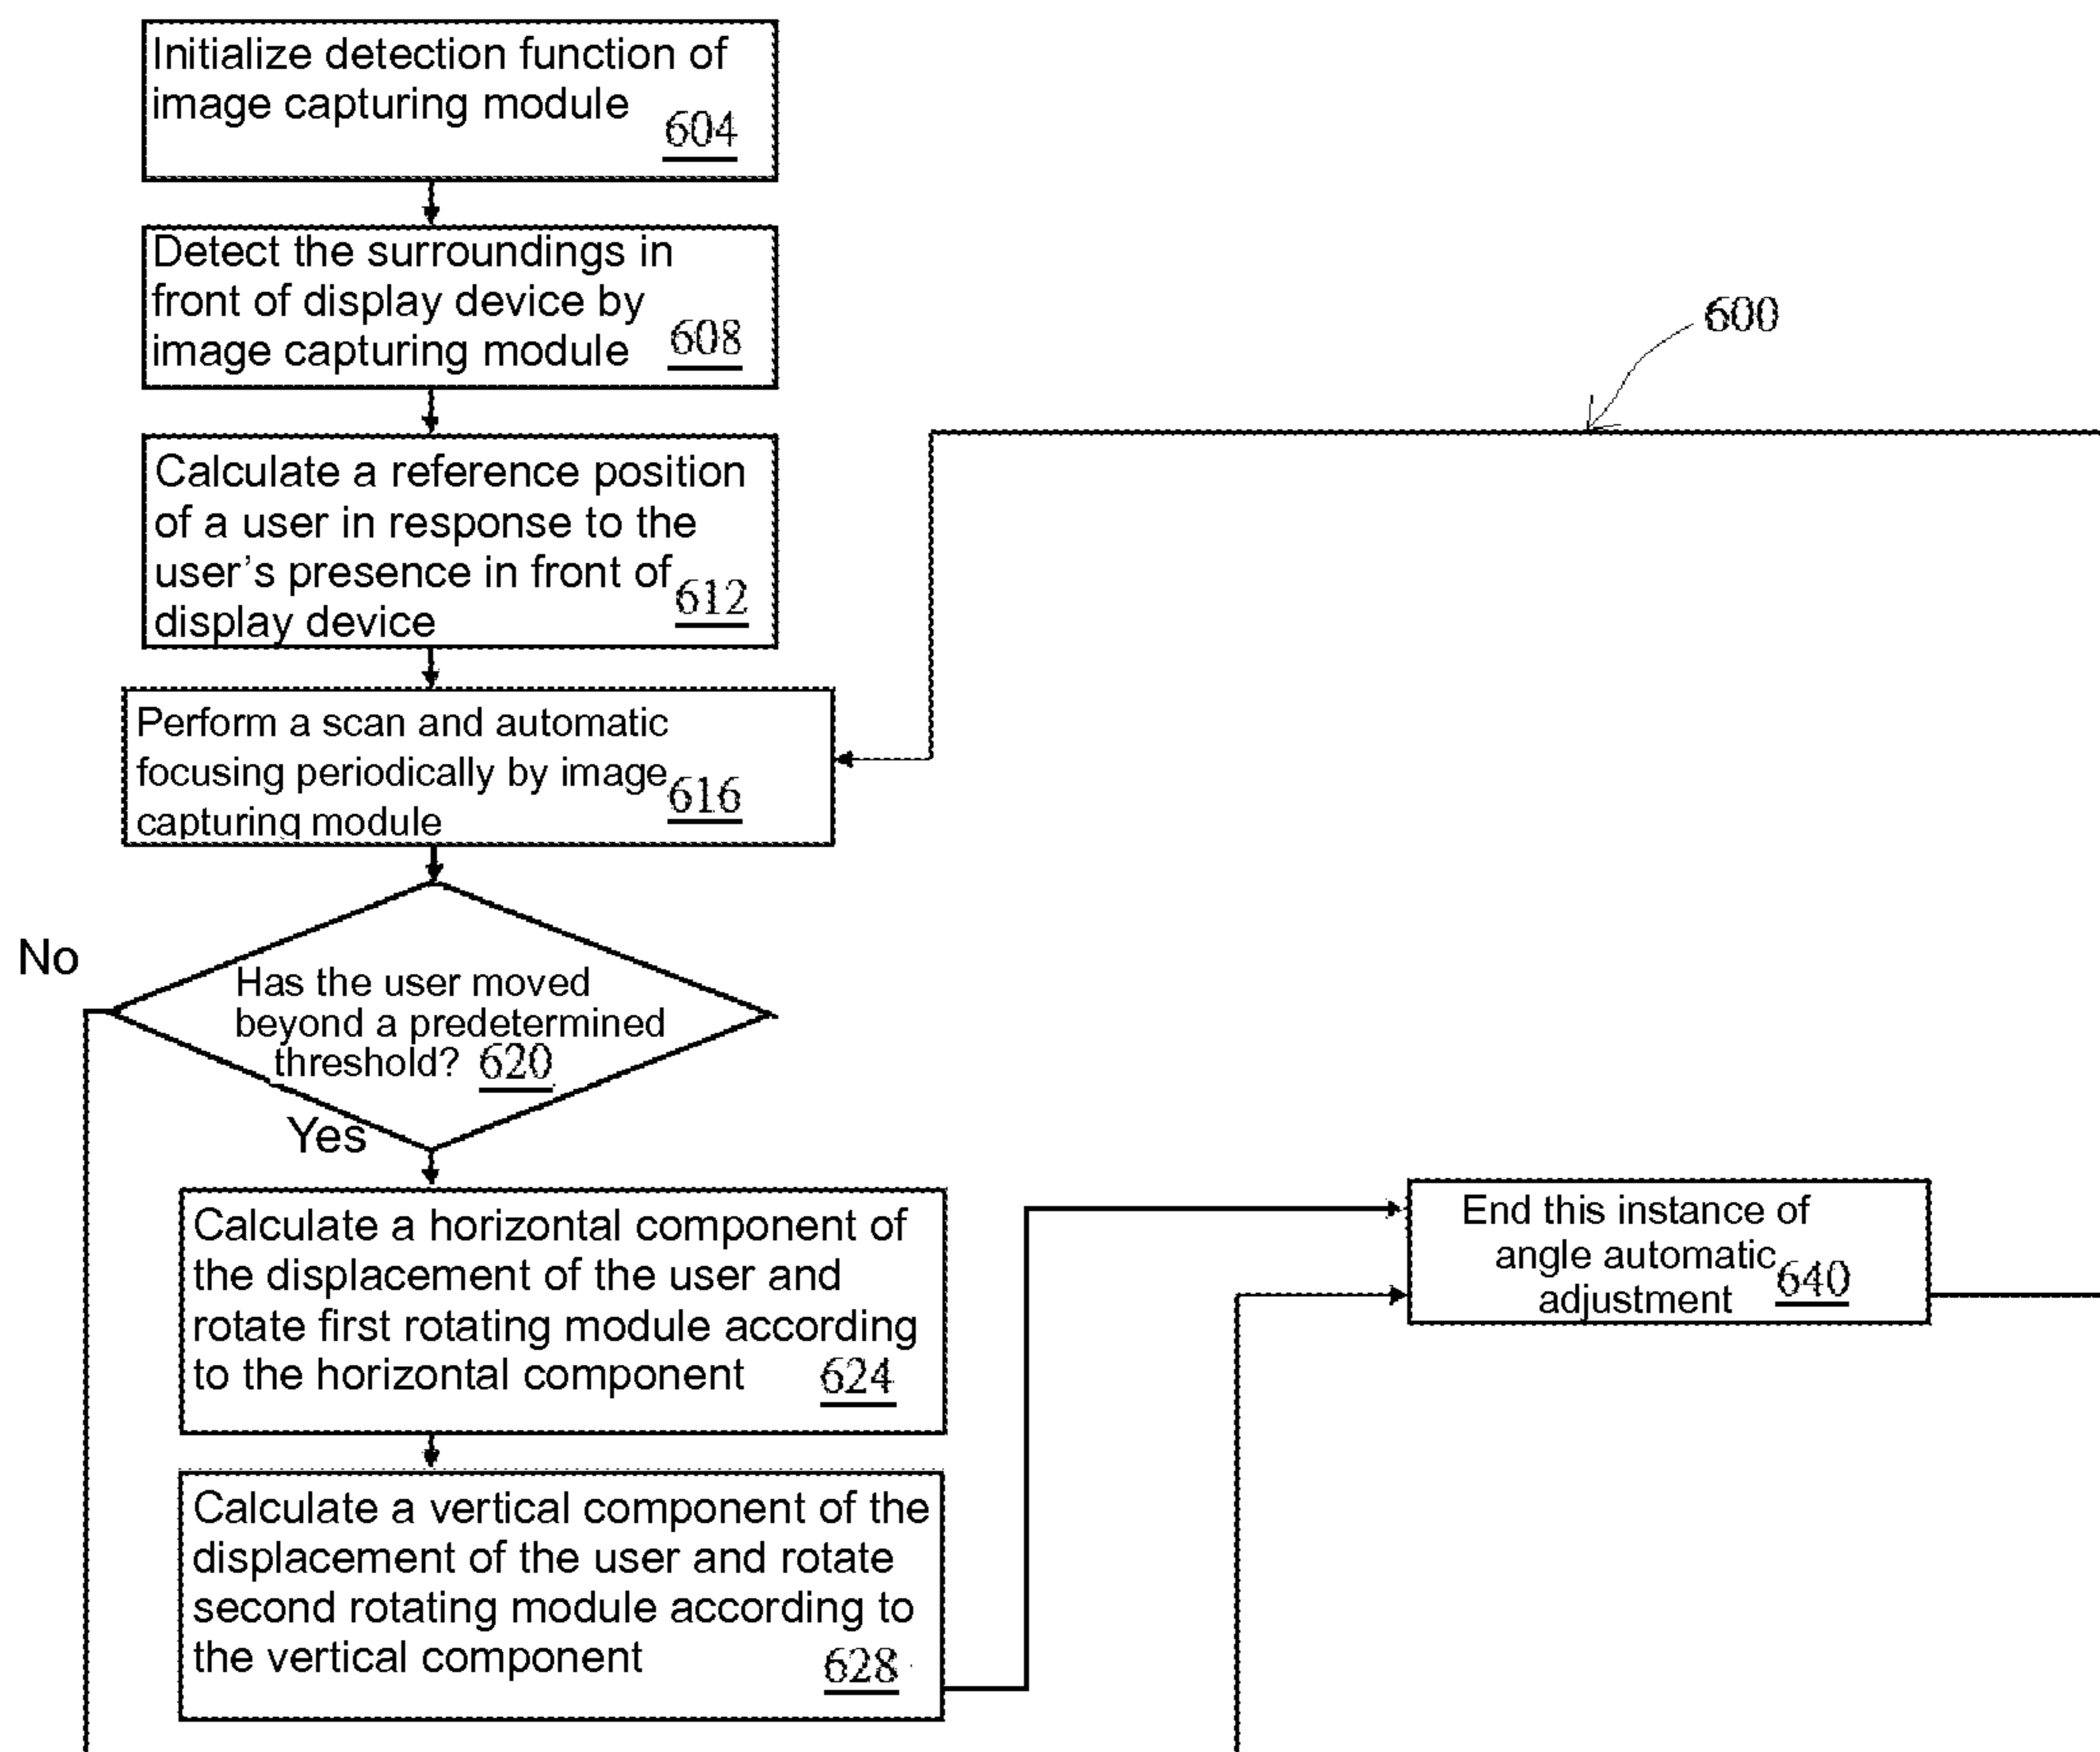 Initialize detection function of
image capturing module
604
Detect the surroundings in
front of display device by
image capturing module 608
600
Calculate a reference position
of a user in response to the
user's presence in front of
display device 612
Perform a scan and automatic
focusing periodically by image
capturing module 616
No
Has the user moved
beyond a predetermined
threshold? 620
Yes
Calculate a horizontal component of
the displacement of the user and
rotate first rotating module according
to the horizontal component 624
Calculate a vertical component of the
displacement of the user and rotate
second rotating module according to
the vertical component 628
End this instance of
angle automatic
adjustment 640